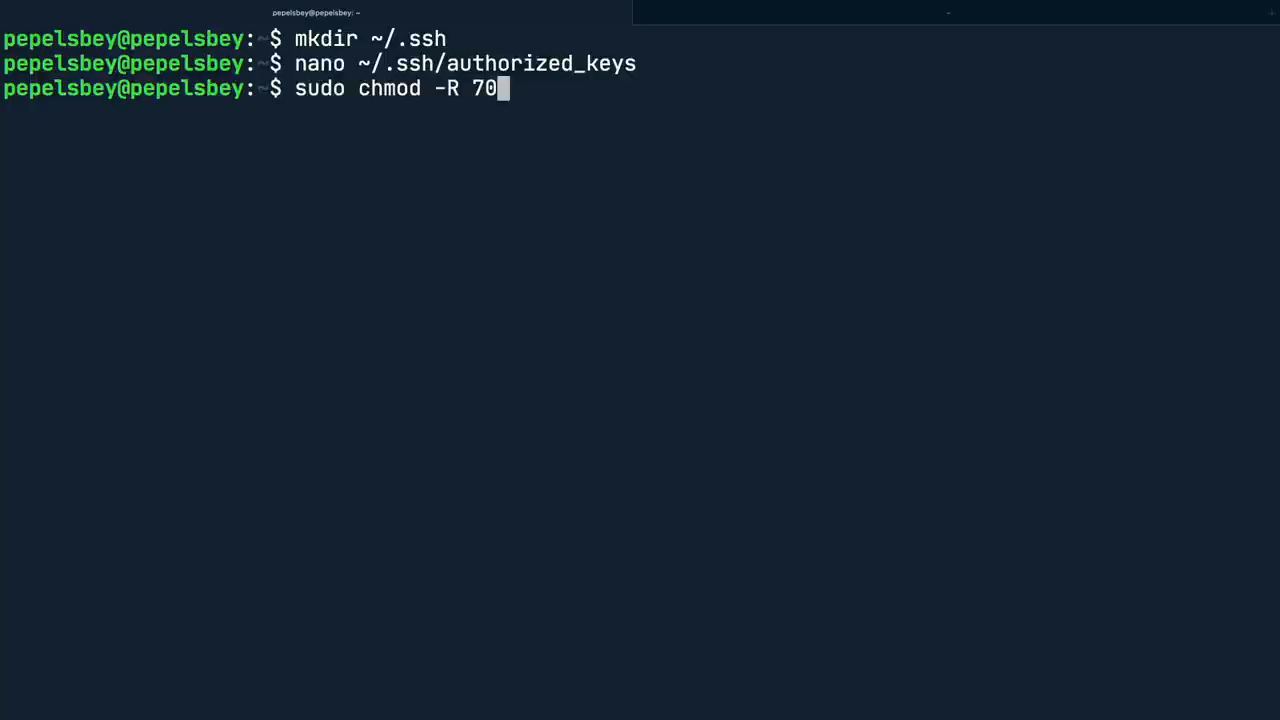 pepelsbey@pepelsbey: ~
~
+
pepelsbey@pepelsbey:~$ mkdir ~/.ssh
pepelsbey@pepelsbey:~$ nano ~/.ssh/authorized_keys
pepelsbey@pepelsbey:~$ sudo chmod -R 70